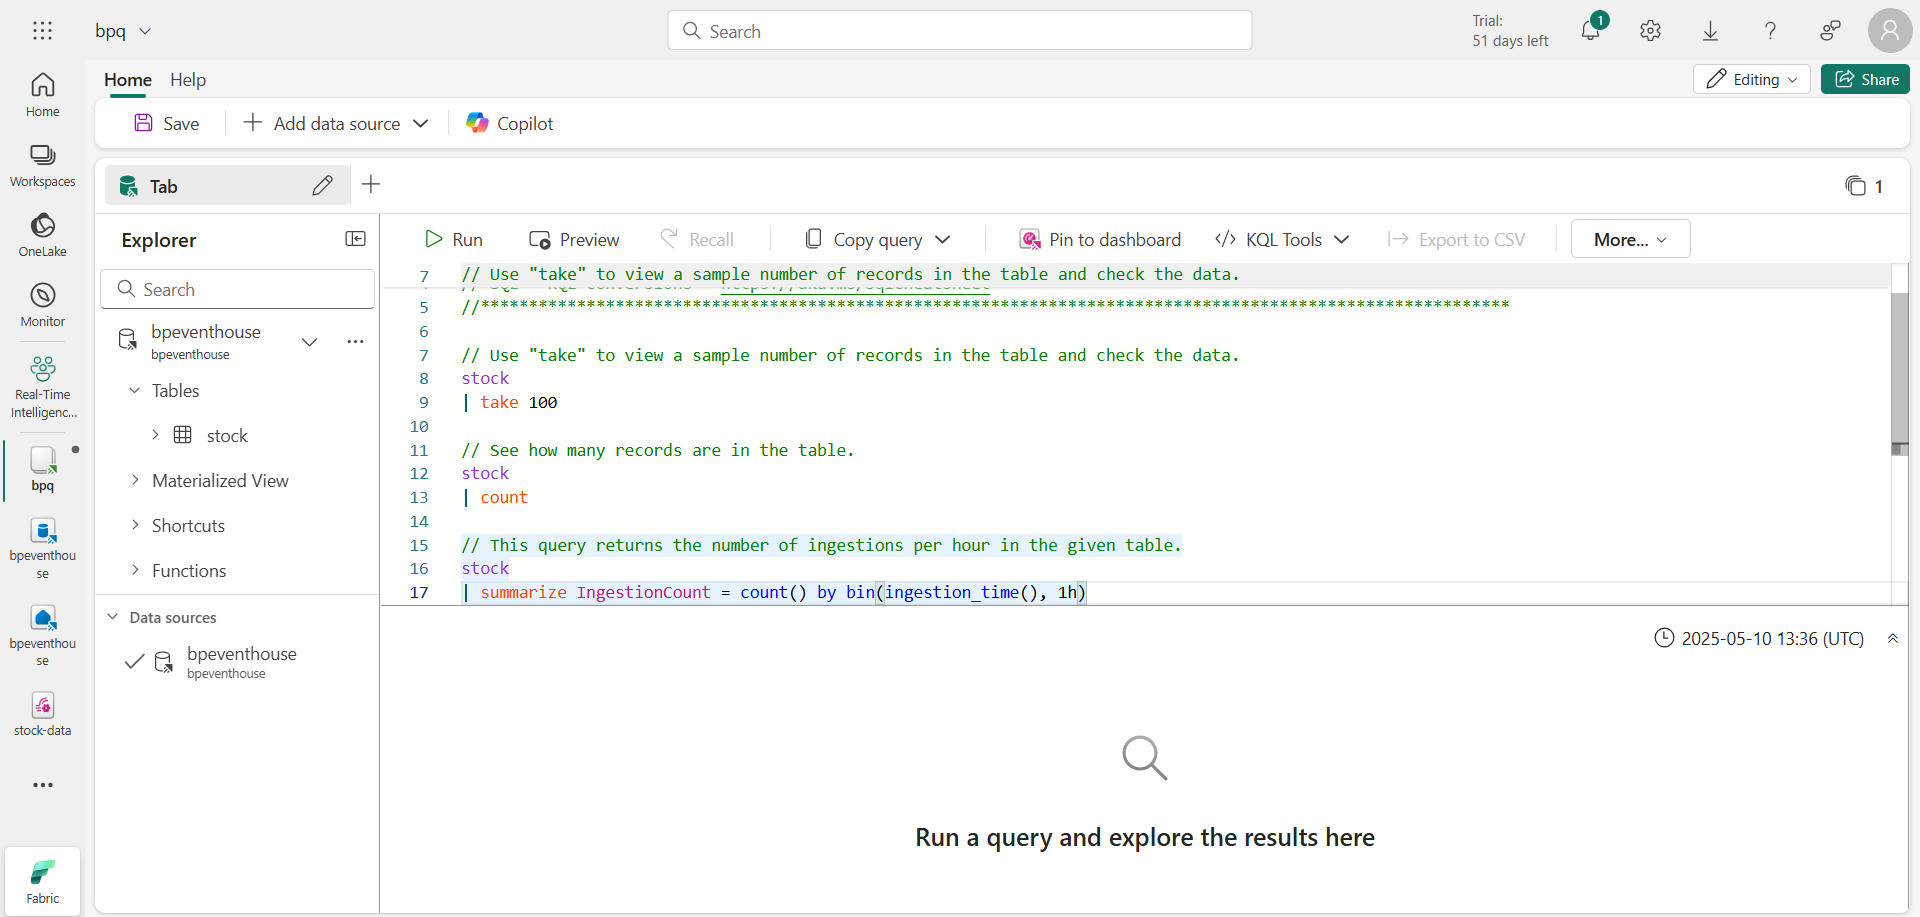 bpq
Search
Trial:
51 days left
1
Home
Help
Editing
Share
Save
Add data source
Copilot
Home
Workspaces
OneLake
Monitor
Real-Time
Intelligenc...
bpq
bpeventhou
se
bpeventhou
se
stock-data
Fabric
Tab
1
Explorer
Search
bpeventhouse
bpeventhouse
Tables
stock
Materialized View
Shortcuts
Functions
Data sources
bpeventhouse
bpeventhouse
Run
Preview
Recall
Copy query
Pin to dashboard
KQL Tools
Export to CSV
More...
7 // Use "take" to view a sample number of records in the table and check the data.
5 //***********************************************************************************************************
6
7 // Use "take" to view a sample number of records in the table and check the data.
8 stock
9 | take 100
10
11 // See how many records are in the table.
12 stock
13 | count
14
15 // This query returns the number of ingestions per hour in the given table.
16 stock
17 | summarize IngestionCount = count() by bin(ingestion_time(), 1h)
2025-05-10 13:36 (UTC)
Run a query and explore the results here